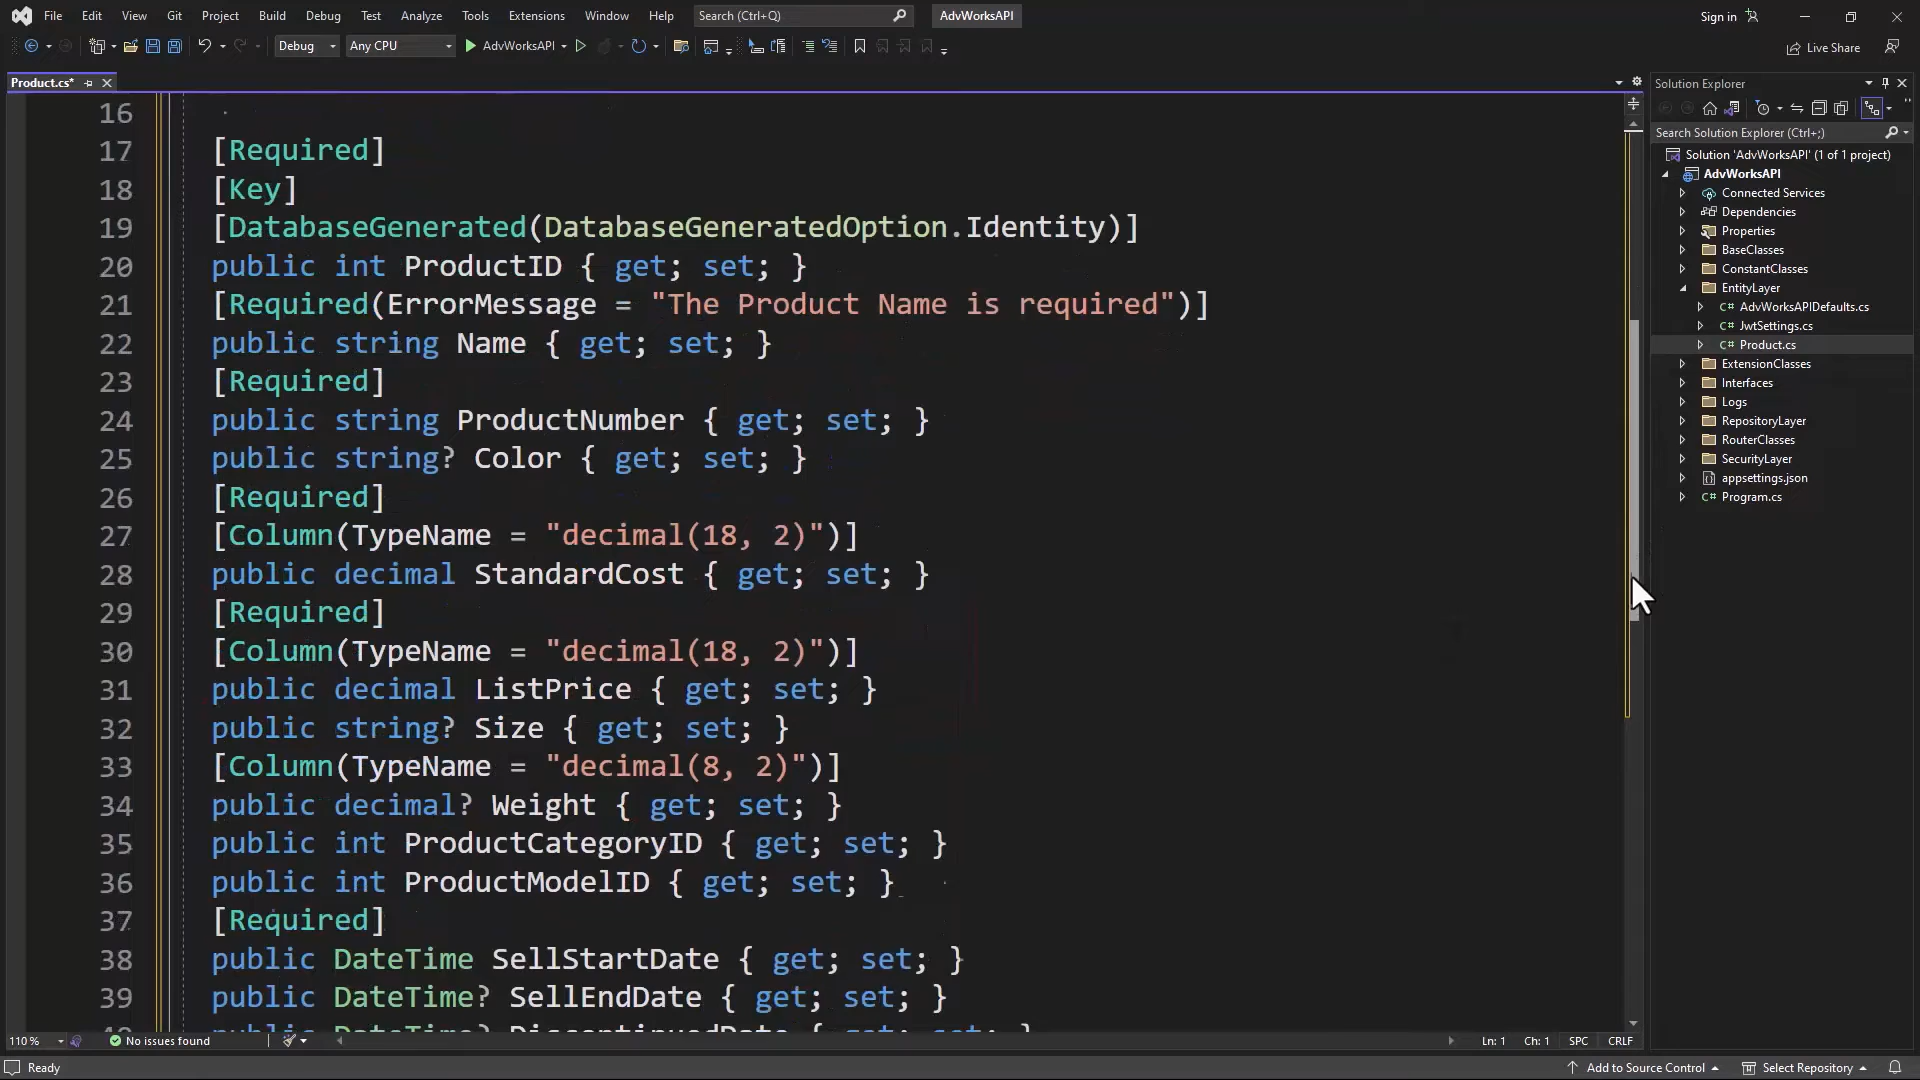 File Edit View Git Project Build Debug Test Analyze Tools Extensions Window Help Search (Ctrl+Q) AdvWorksAPI Sign in
Debug Any CPU AdvWorksAPI Live Share
Product.cs*
16
17 [Required]
18 [Key]
19 [DatabaseGenerated(DatabaseGeneratedOption.Identity)]
20 public int ProductID { get; set; }
21 [Required(ErrorMessage = "The Product Name is required")]
22 public string Name { get; set; }
23 [Required]
24 public string ProductNumber { get; set; }
25 public string? Color { get; set; }
26 [Required]
27 [Column(TypeName = "decimal(18, 2)")]
28 public decimal StandardCost { get; set; }
29 [Required]
30 [Column(TypeName = "decimal(18, 2)")]
31 public decimal ListPrice { get; set; }
32 public string? Size { get; set; }
33 [Column(TypeName = "decimal(8, 2)")]
34 public decimal? Weight { get; set; }
35 public int ProductCategoryID { get; set; }
36 public int ProductModelID { get; set; }
37 [Required]
38 public DateTime SellStartDate { get; set; }
39 public DateTime? SellEndDate { get; set; }
40 public DateTime? DiscontinuedDate { get; set; }
Solution Explorer
Search Solution Explorer (Ctrl+;)
Solution 'AdvWorksAPI' (1 of 1 project)
AdvWorksAPI
Connected Services
Dependencies
Properties
BaseClasses
ConstantClasses
EntityLayer
C# AdvWorksAPIDefaults.cs
C# JwtSettings.cs
C# Product.cs
ExtensionClasses
Interfaces
Logs
RepositoryLayer
RouterClasses
SecurityLayer
appsettings.json
C# Program.cs
110 % No issues found Ln: 1 Ch: 1 SPC CRLF
Ready Add to Source Control Select Repository